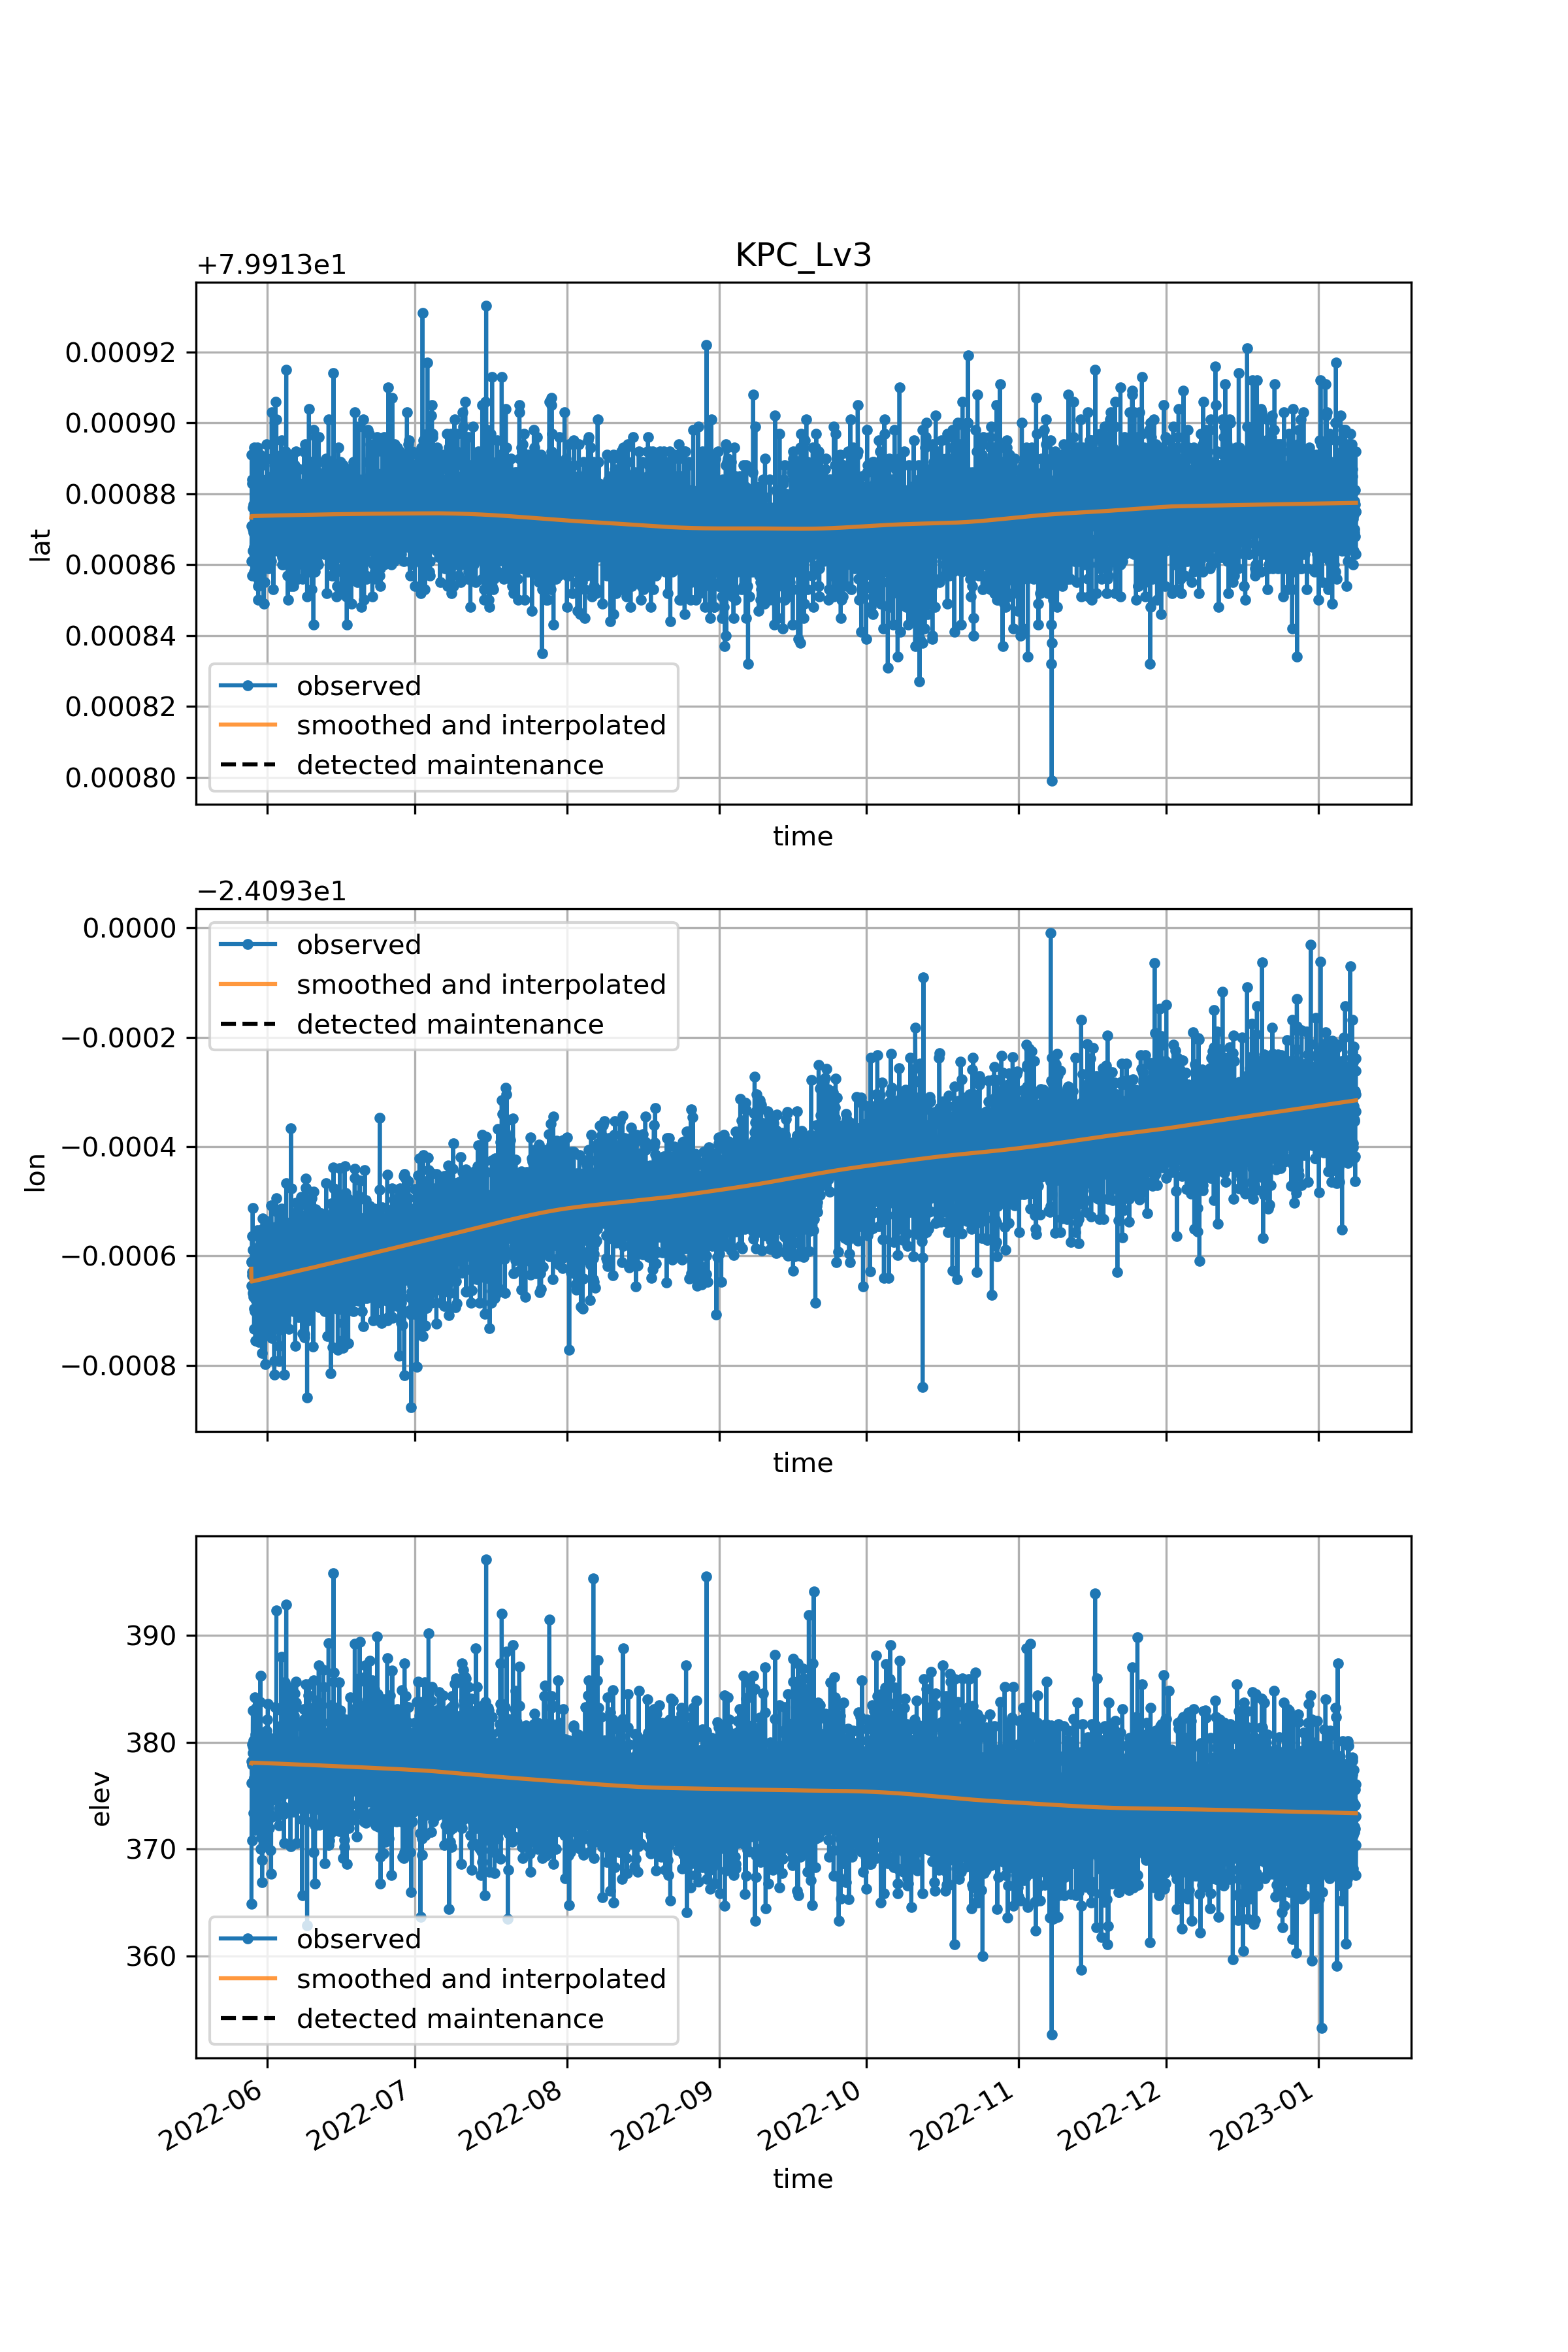 KPC_Lv3
+7.9913e1
0.00092
0.00090
0.00088
0.00086
0.00084
0.00082
0.00080
lat
observed
smoothed and interpolated
detected maintenance
time
−2.4093e1
0.0000
−0.0002
−0.0004
−0.0006
−0.0008
lon
observed
smoothed and interpolated
detected maintenance
time
390
380
370
360
elev
observed
smoothed and interpolated
detected maintenance
2022-06
2022-07
2022-08
2022-09
2022-10
2022-11
2022-12
2023-01
time